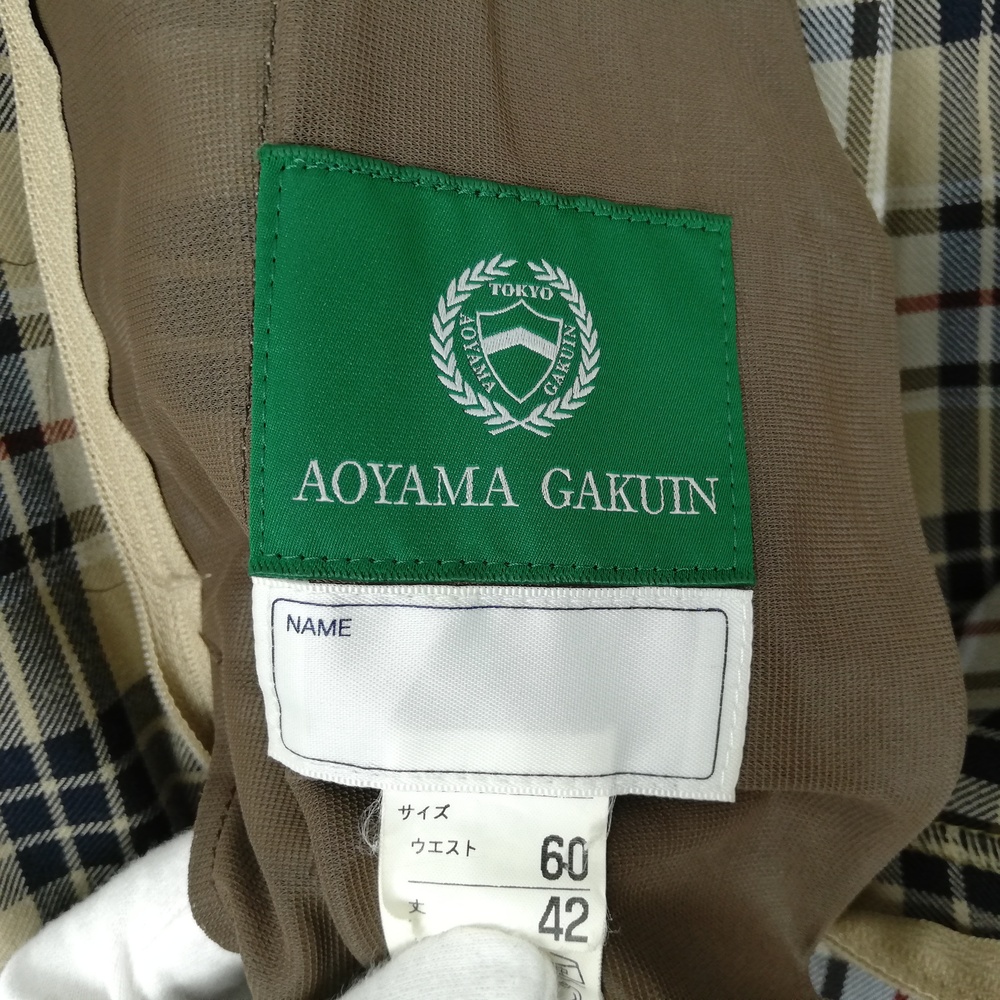 TOKYO
AOYAMA GAKUIN
AOYAMA GAKUIN
NAME
サイズ
ウエスト 60
丈 42